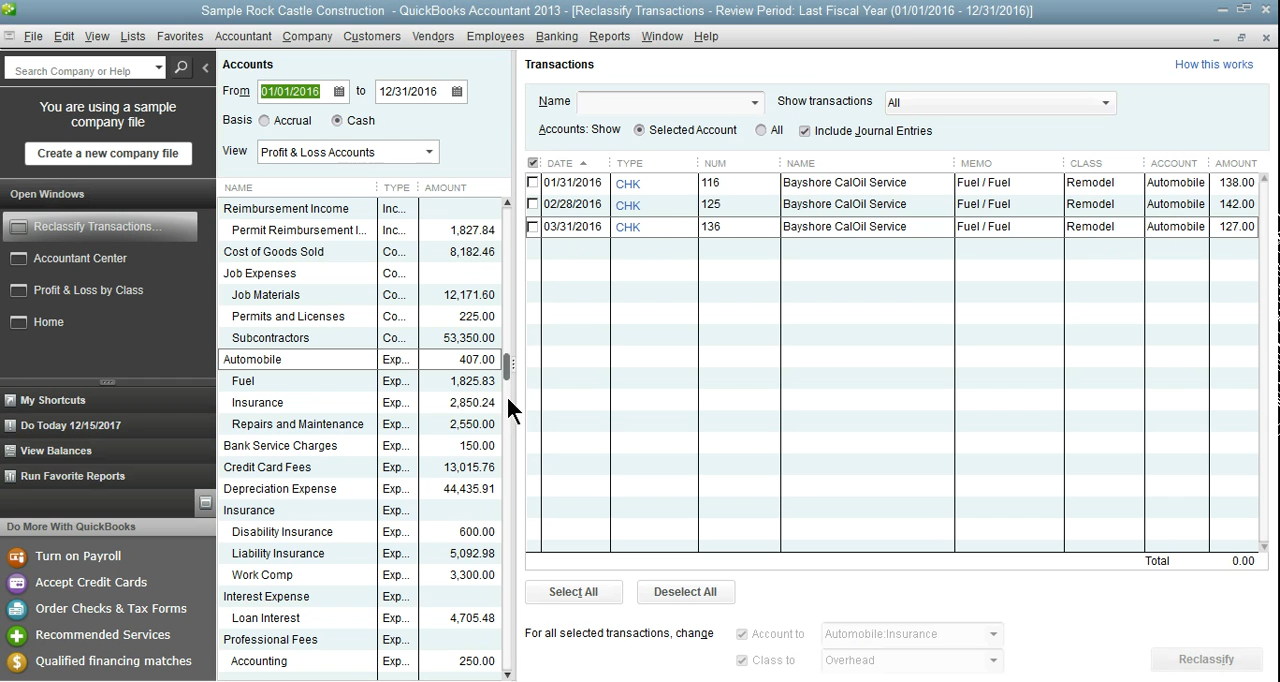 Sample Rock Castle Construction - QuickBooks Accountant 2013 - [Reclassify Transactions - Review Period: Last Fiscal Year (01/01/2016 - 12/31/2016)]
File Edit View Lists Favorites Accountant Company Customers Vendors Employees Banking Reports Window Help
Search Company or Help
You are using a sample
company file
Create a new company file
Open Windows
Reclassify Transactions...
Accountant Center
Profit & Loss by Class
Home
My Shortcuts
Do Today 12/15/2017
View Balances
Run Favorite Reports
Do More With QuickBooks
Turn on Payroll
Accept Credit Cards
Order Checks & Tax Forms
Recommended Services
$ Qualified financing matches
Accounts
From 01/01/2016 to 12/31/2016
Basis Accrual Cash
View Profit & Loss Accounts
NAME TYPE AMOUNT
Reimbursement Income Inc...
Permit Reimbursement I... Inc... 1,827.84
Cost of Goods Sold Co... 8,182.46
Job Expenses Co...
Job Materials Co... 12,171.60
Permits and Licenses Co... 225.00
Subcontractors Co... 53,350.00
Automobile Exp... 407.00
Fuel Exp... 1,825.83
Insurance Exp... 2,850.24
Repairs and Maintenance Exp... 2,550.00
Bank Service Charges Exp... 150.00
Credit Card Fees Exp... 13,015.76
Depreciation Expense Exp... 44,435.91
Insurance Exp...
Disability Insurance Exp... 600.00
Liability Insurance Exp... 5,092.98
Work Comp Exp... 3,300.00
Interest Expense Exp...
Loan Interest Exp... 4,705.48
Professional Fees Exp...
Accounting Exp... 250.00
Transactions
How this works
Name Show transactions All
Accounts: Show Selected Account All Include Journal Entries
DATE TYPE NUM NAME MEMO CLASS ACCOUNT AMOUNT
01/31/2016 CHK 116 Bayshore CalOil Service Fuel / Fuel Remodel Automobile 138.00
02/28/2016 CHK 125 Bayshore CalOil Service Fuel / Fuel Remodel Automobile 142.00
03/31/2016 CHK 136 Bayshore CalOil Service Fuel / Fuel Remodel Automobile 127.00
Total 0.00
Select All Deselect All
For all selected transactions, change Account to Automobile:Insurance
Class to Overhead
Reclassify